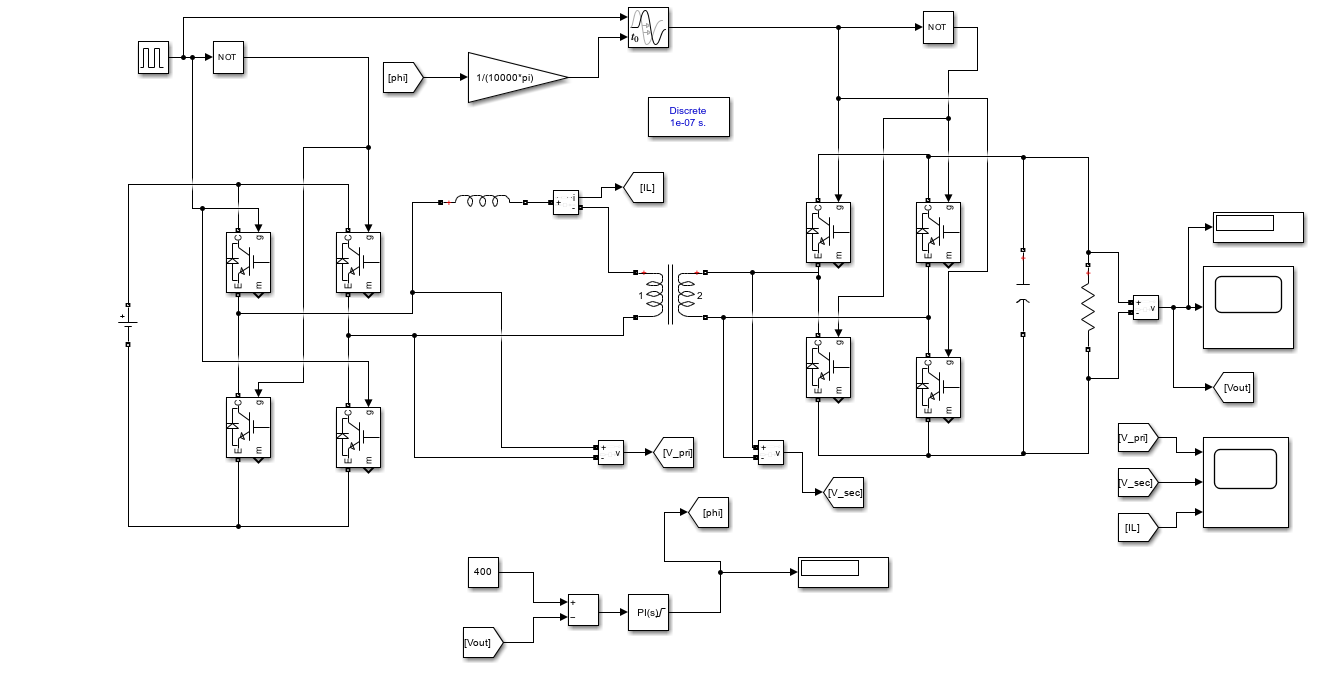 t0
NOT
NOT
[phi]
1/(10000*pi)
Discrete
1e-07 s.
[IL]
i
+
-
C
g
E
m
C
g
E
m
C
g
E
m
C
g
E
m
+
+
+
1
2
+
+
+
+
-
v
[Vout]
C
g
E
m
C
g
E
m
C
g
E
m
C
g
E
m
+
-
v
[V_pri]
+
-
v
[V_sec]
[V_pri]
[V_sec]
[IL]
[phi]
400
+
−
PI(s)
[Vout]